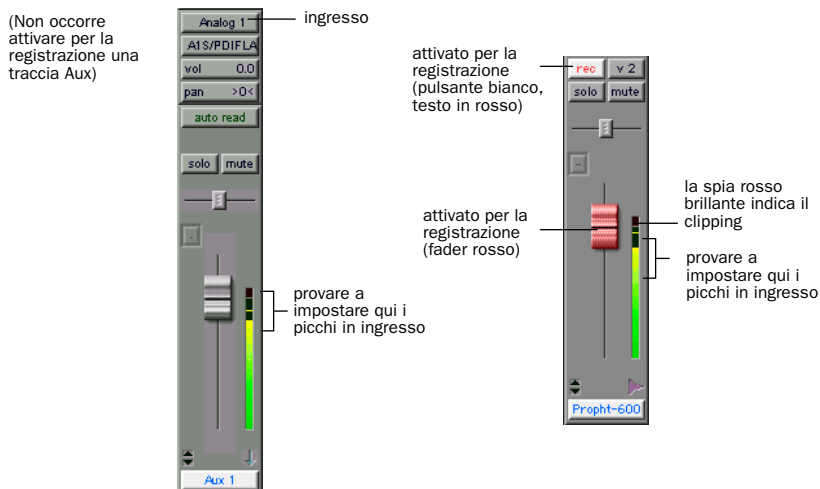 (Non occorre
attivare per la
registrazione una
traccia Aux)
Analog 1
A1S/PDIFLA
vol 0.0
pan >0<
auto read
solo mute
-
Aux 1
ingresso
provare a
impostare qui i
picchi in ingresso
attivato per la
registrazione
(pulsante bianco,
testo in rosso)
attivato per la
registrazione
(fader rosso)
rec v 2
solo mute
-
Propht-600
la spia rosso
brillante indica il
clipping
provare a
impostare qui i
picchi in ingresso